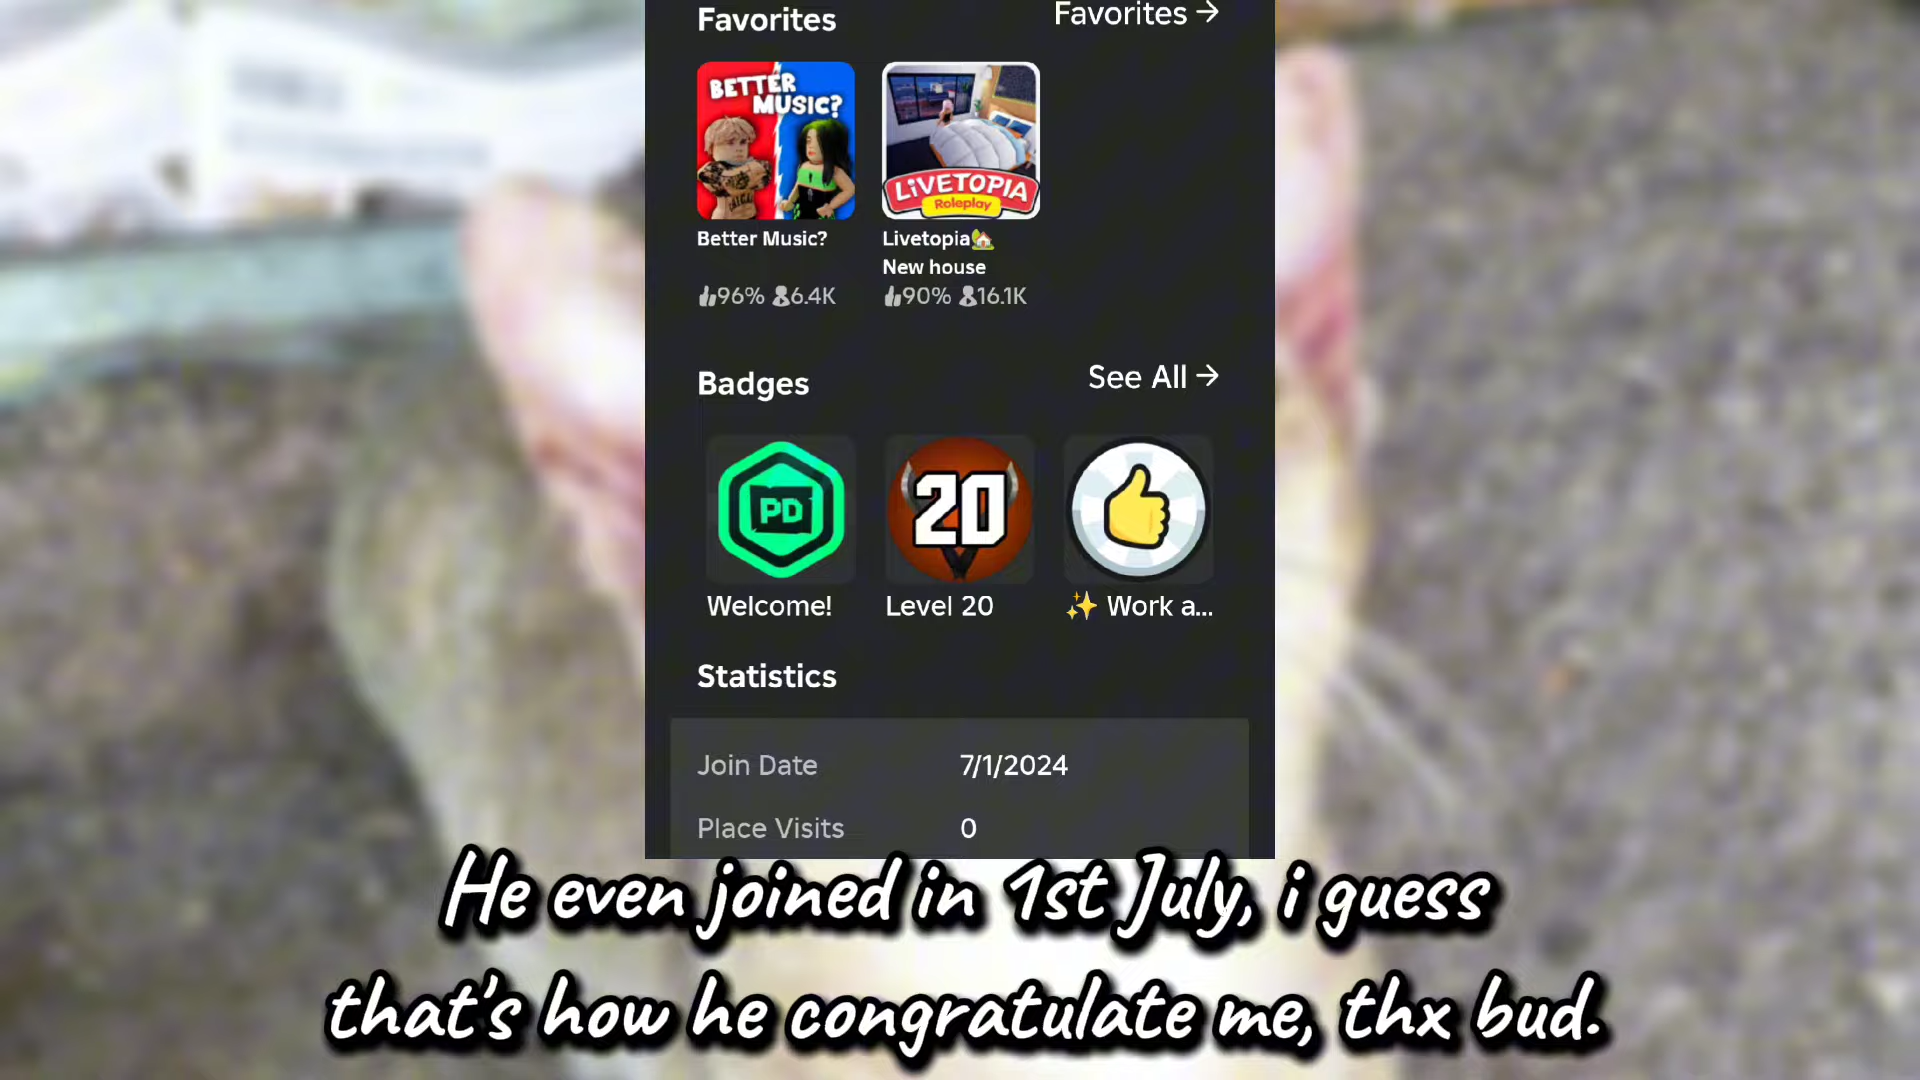 Favorites
Favorites →
BETTER
MUSIC?
LIVETOPIA
Roleplay
Better Music?
Livetopia🏡
New house
96% 6.4K
90% 16.1K
Badges
See All →
PD
20
Welcome!
Level 20
✨ Work a...
Statistics
Join Date 7/1/2024
Place Visits 0
He even joined in 1st July, i guess
that's how he congratulate me, thx bud.